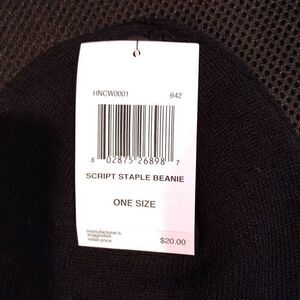 HNCW0001 642
8 02875 26898 7
SCRIPT STAPLE BEANIE
ONE SIZE
manufacturer's
suggested
retail price $20.00